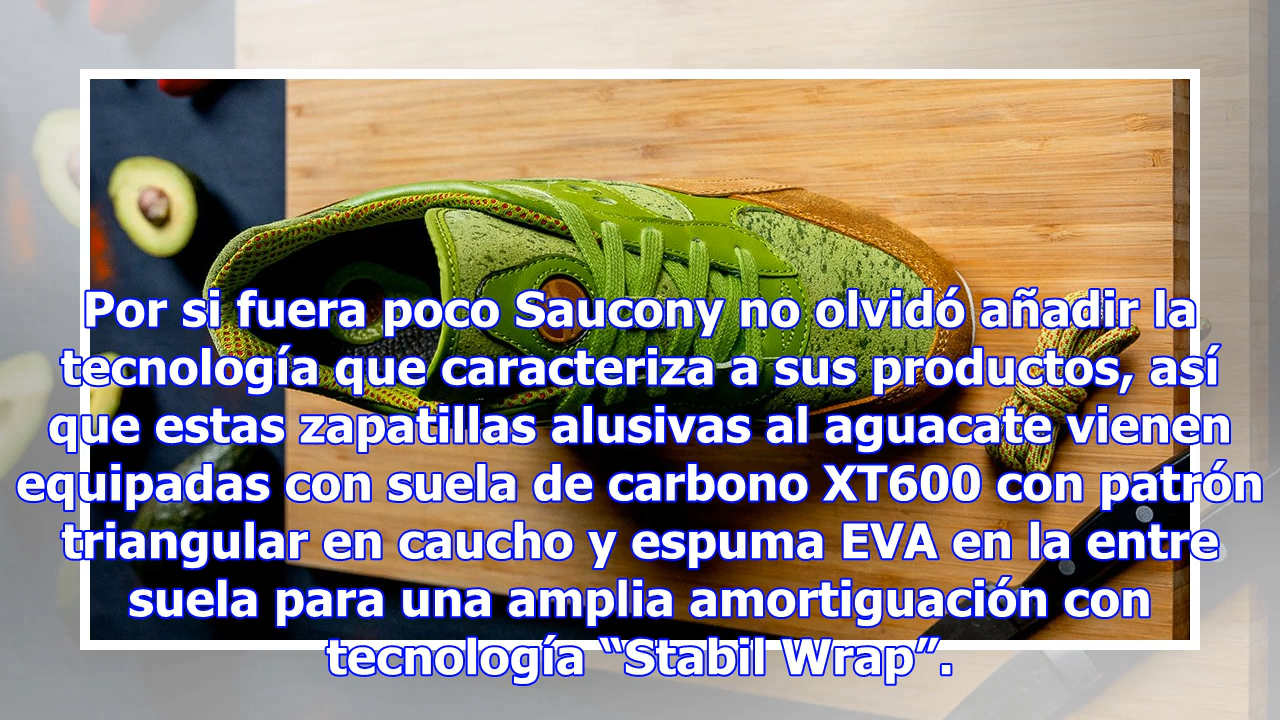 Por si fuera poco Saucony no olvidó añadir la
tecnología que caracteriza a sus productos, así
que estas zapatillas alusivas al aguacate vienen
equipadas con suela de carbono XT600 con patrón
triangular en caucho y espuma EVA en la entre
suela para una amplia amortiguación con
tecnología “Stabil Wrap”.